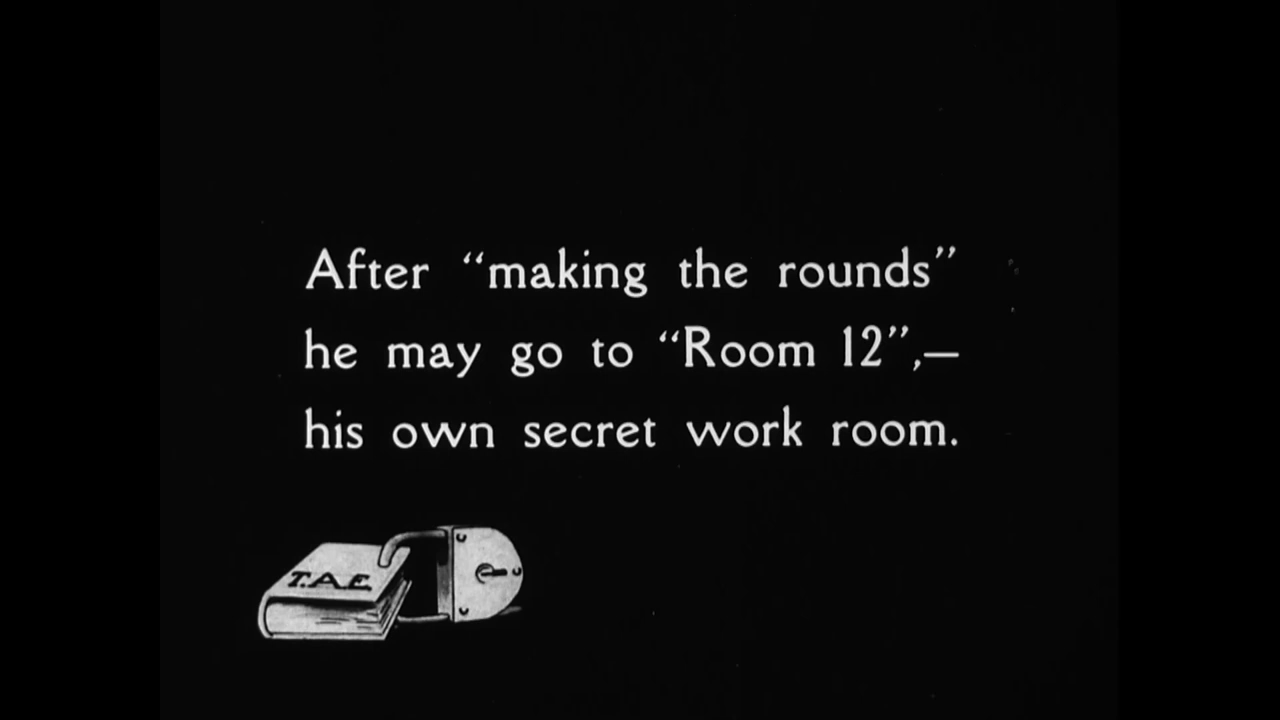 After “making the rounds”
he may go to “Room 12”,—
his own secret work room.
T.A.E.